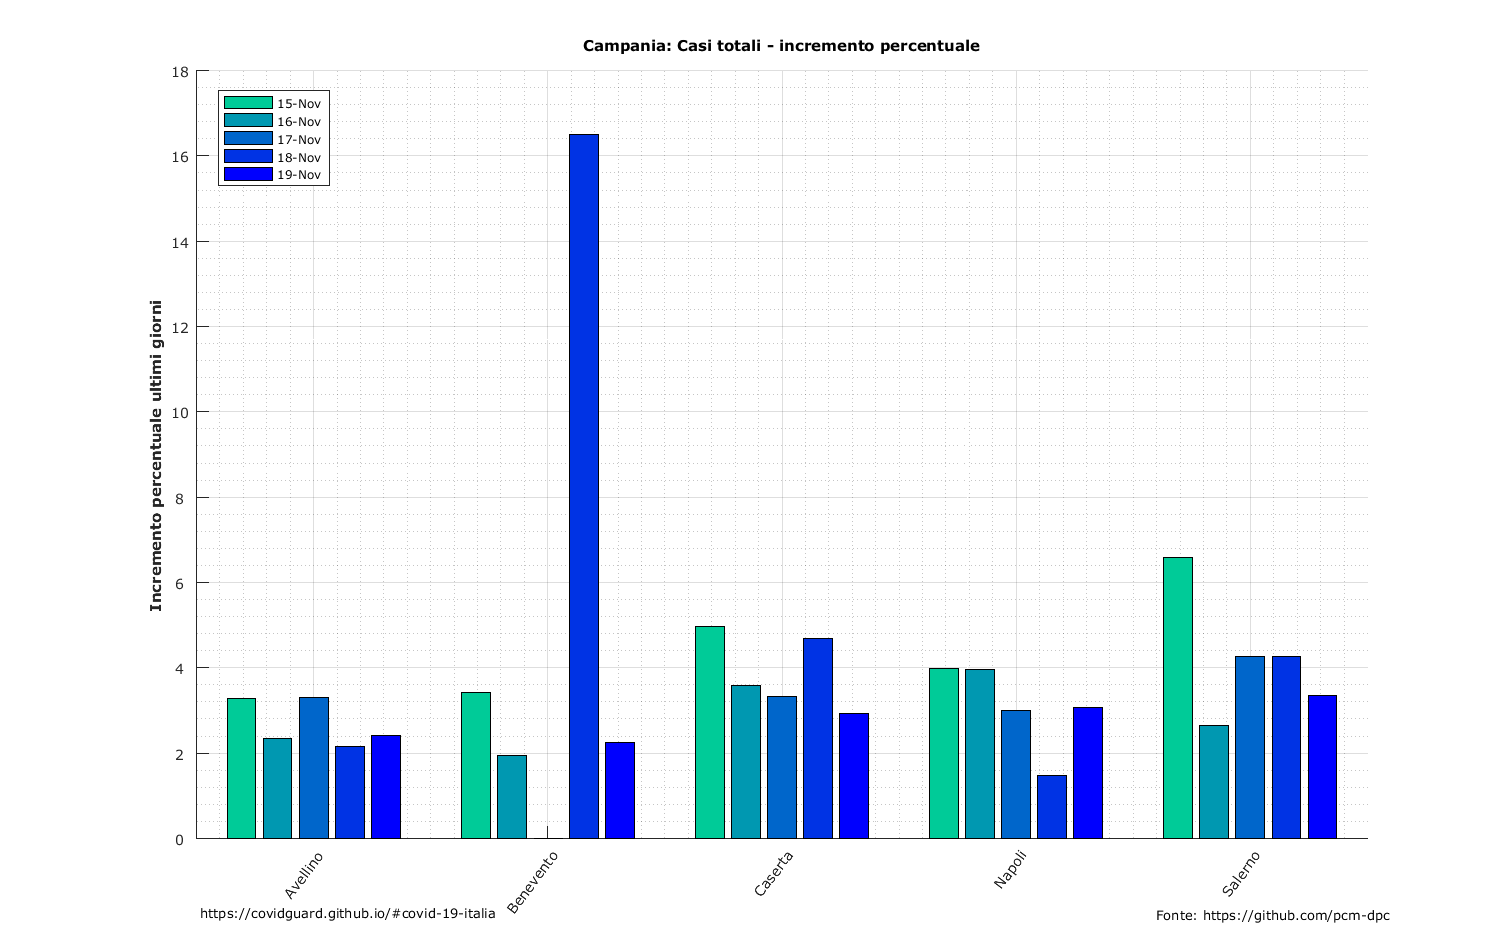 Campania: Casi totali - incremento percentuale
18
16
14
12
10
8
6
4
2
0
Incremento percentuale ultimi giorni
15-Nov
16-Nov
17-Nov
18-Nov
19-Nov
Avellino
Benevento
Caserta
Napoli
Salerno
https://covidguard.github.io/#covid-19-italia
Fonte: https://github.com/pcm-dpc